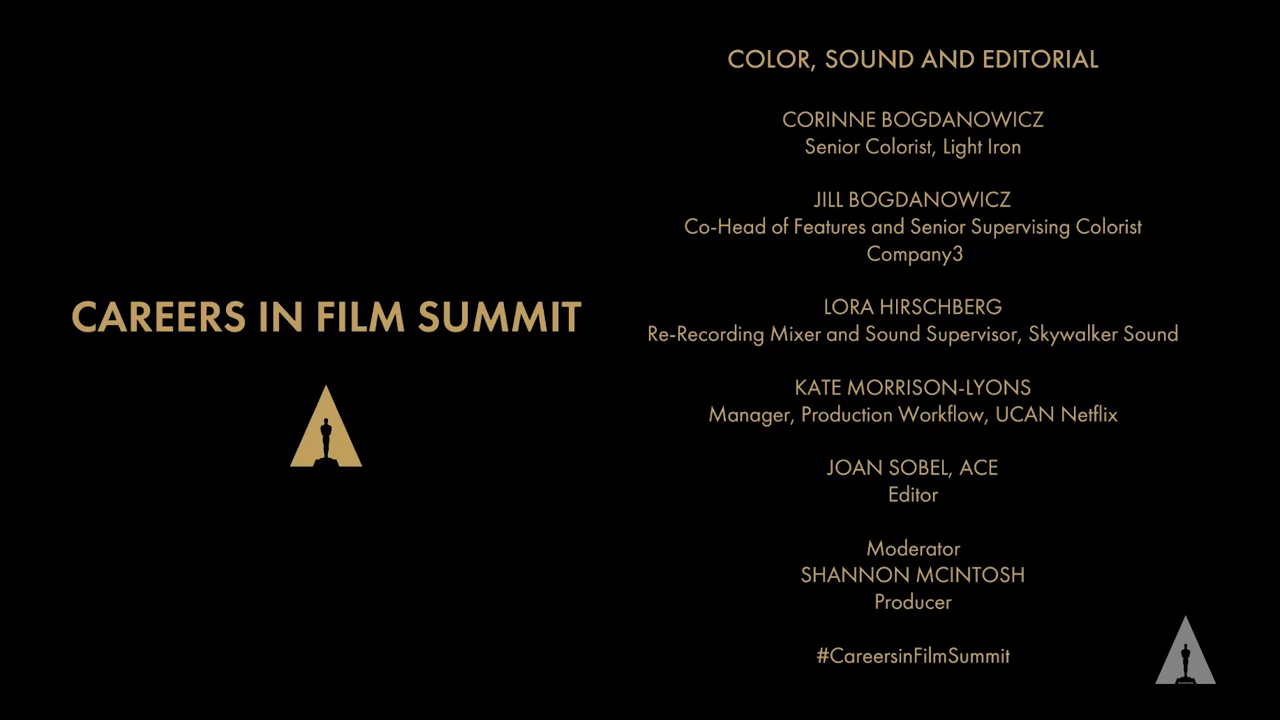 CAREERS IN FILM SUMMIT
COLOR, SOUND AND EDITORIAL
CORINNE BOGDANOWICZ
Senior Colorist, Light Iron
JILL BOGDANOWICZ
Co-Head of Features and Senior Supervising Colorist
Company3
LORA HIRSCHBERG
Re-Recording Mixer and Sound Supervisor, Skywalker Sound
KATE MORRISON-LYONS
Manager, Production Workflow, UCAN Netflix
JOAN SOBEL, ACE
Editor
Moderator
SHANNON MCINTOSH
Producer
#CareersinFilmSummit